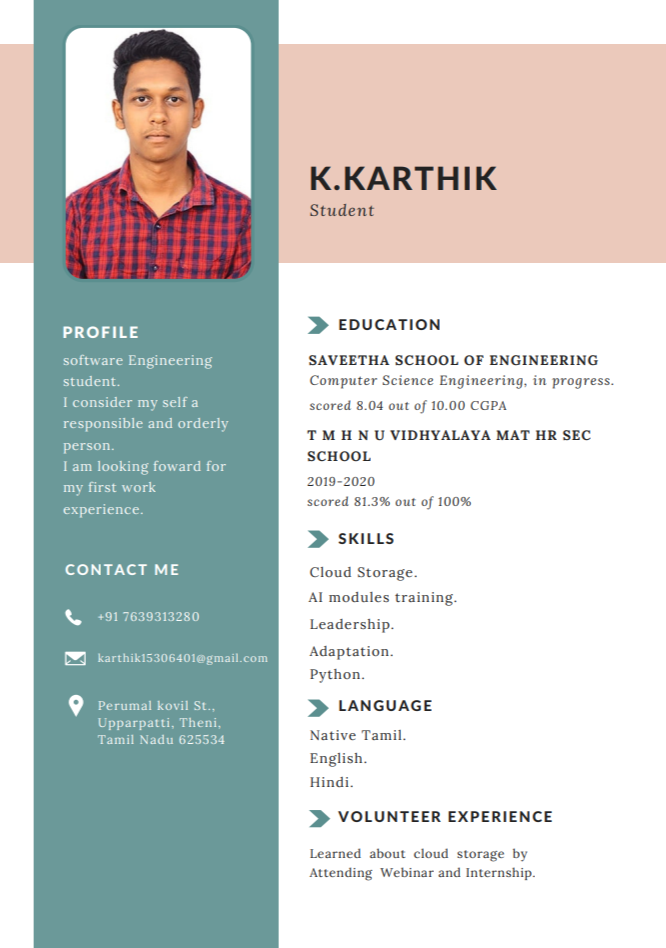 K.KARTHIK
Student
PROFILE
software Engineering
student.
I consider my self a
responsible and orderly
person.
I am looking foward for
my first work
experience.
CONTACT ME
+91 7639313280
karthik15306401@gmail.com
Perumal kovil St.,
Upparpatti, Theni,
Tamil Nadu 625534
EDUCATION
SAVEETHA SCHOOL OF ENGINEERING
Computer Science Engineering, in progress.
scored 8.04 out of 10.00 CGPA
T M H N U VIDHYALAYA MAT HR SEC
SCHOOL
2019-2020
scored 81.3% out of 100%
SKILLS
Cloud Storage.
AI modules training.
Leadership.
Adaptation.
Python.
LANGUAGE
Native Tamil.
English.
Hindi.
VOLUNTEER EXPERIENCE
Learned about cloud storage by
Attending Webinar and Internship.